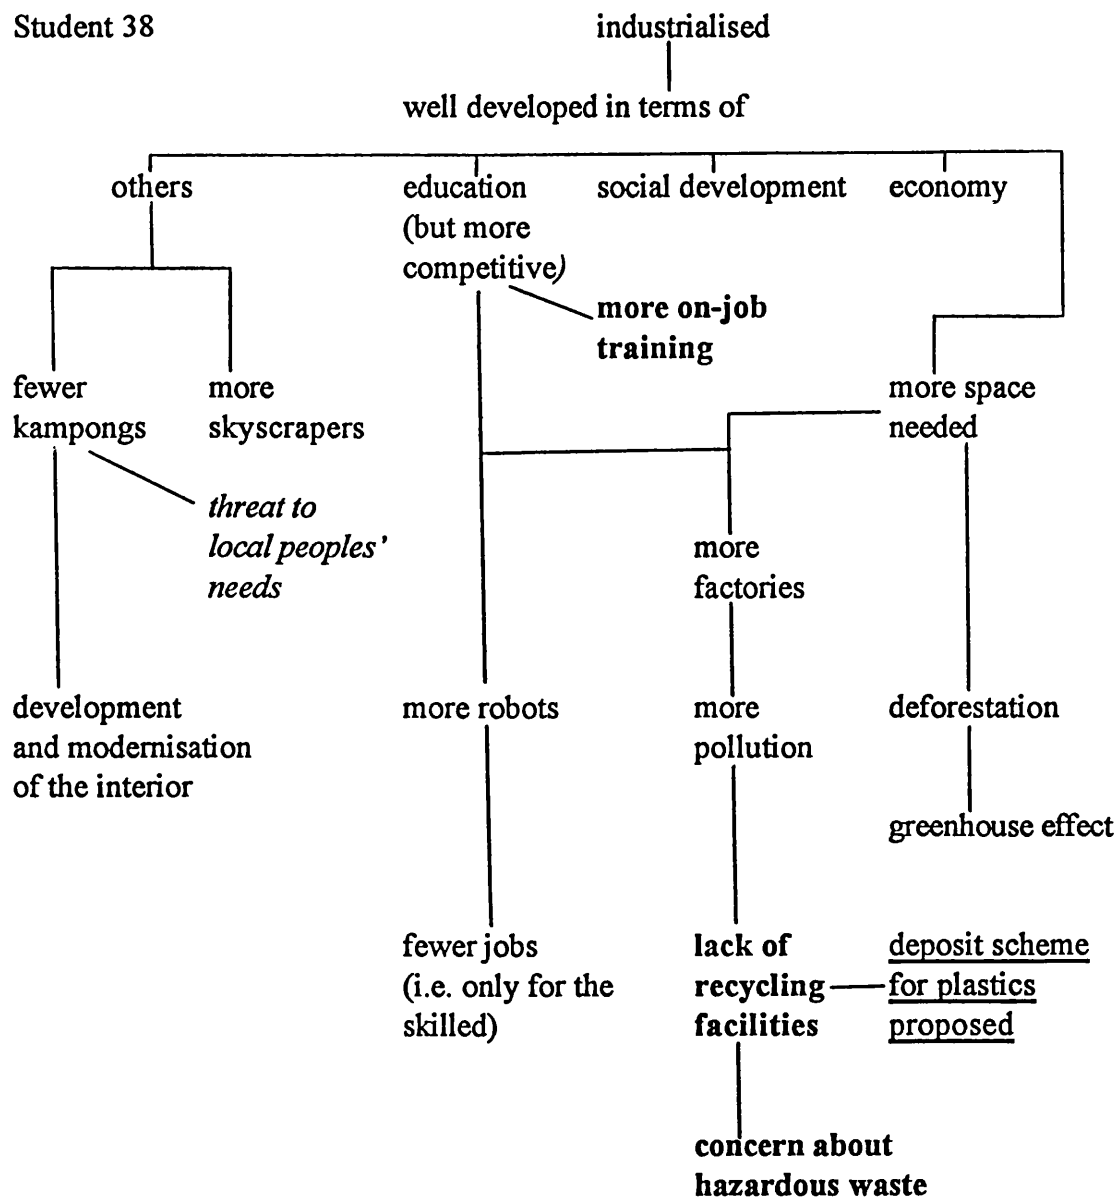 Student 38
industrialised
well developed in terms of
others
education
(but more
competitive)
social development
economy
more on-job
training
fewer
kampongs
more
skyscrapers
more space
needed
threat to
local peoples'
needs
more
factories
development
and modernisation
of the interior
more robots
more
pollution
deforestation
greenhouse effect
fewer jobs
(i.e. only for the
skilled)
lack of
recycling
facilities
deposit scheme
for plastics
proposed
concern about
hazardous waste